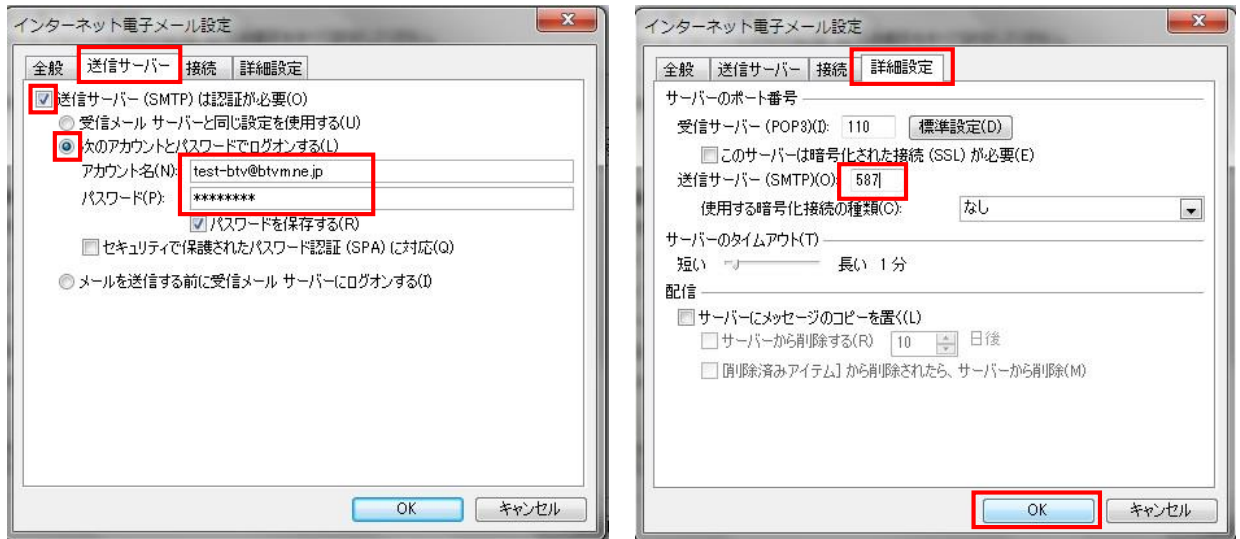 インターネット電子メール設定
全般 送信サーバー 接続 詳細設定
送信サーバー (SMTP) は認証が必要(O)
受信メール サーバーと同じ設定を使用する(U)
次のアカウントとパスワードでログオンする(L)
アカウント名(N): test-btv@btvm.ne.jp
パスワード(P): ********
パスワードを保存する(R)
セキュリティで保護されたパスワード認証 (SPA) に対応(Q)
メールを送信する前に受信メール サーバーにログオンする(I)
OK キャンセル
インターネット電子メール設定
全般 送信サーバー 接続 詳細設定
サーバーのポート番号
受信サーバー (POP3)(I): 110 標準設定(D)
このサーバーは暗号化された接続 (SSL) が必要(E)
送信サーバー (SMTP)(O): 587
使用する暗号化接続の種類(C): なし
サーバーのタイムアウト(T)
短い 長い 1 分
配信
サーバーにメッセージのコピーを置く(L)
サーバーから削除する(R) 10 日後
[削除済みアイテム] から削除されたら、サーバーから削除(M)
OK キャンセル